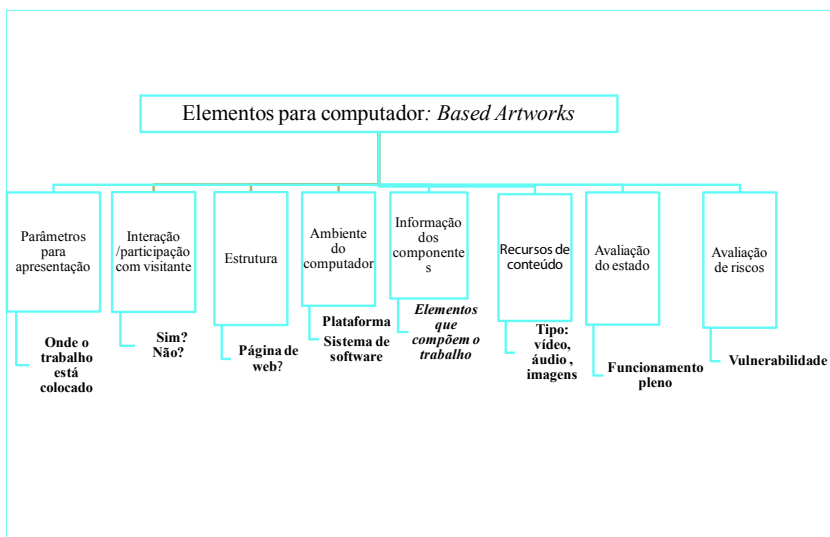 Elementos para computador: Based Artworks
Parâmetros
para
apresentação
Interação
/participação
com visitante
Estrutura
Ambiente
do
computador
Informação
dos
componente
s
Recursos de
conteúdo
Avaliação
do estado
Avaliação
de riscos
Onde o
trabalho
está
colocado
Sim?
Não?
Página de
web?
Plataforma
Sistema de
software
Elementos
que
compõem o
trabalho
Tipo:
vídeo,
áudio ,
imagens
Funcionamento
pleno
Vulnerabilidade